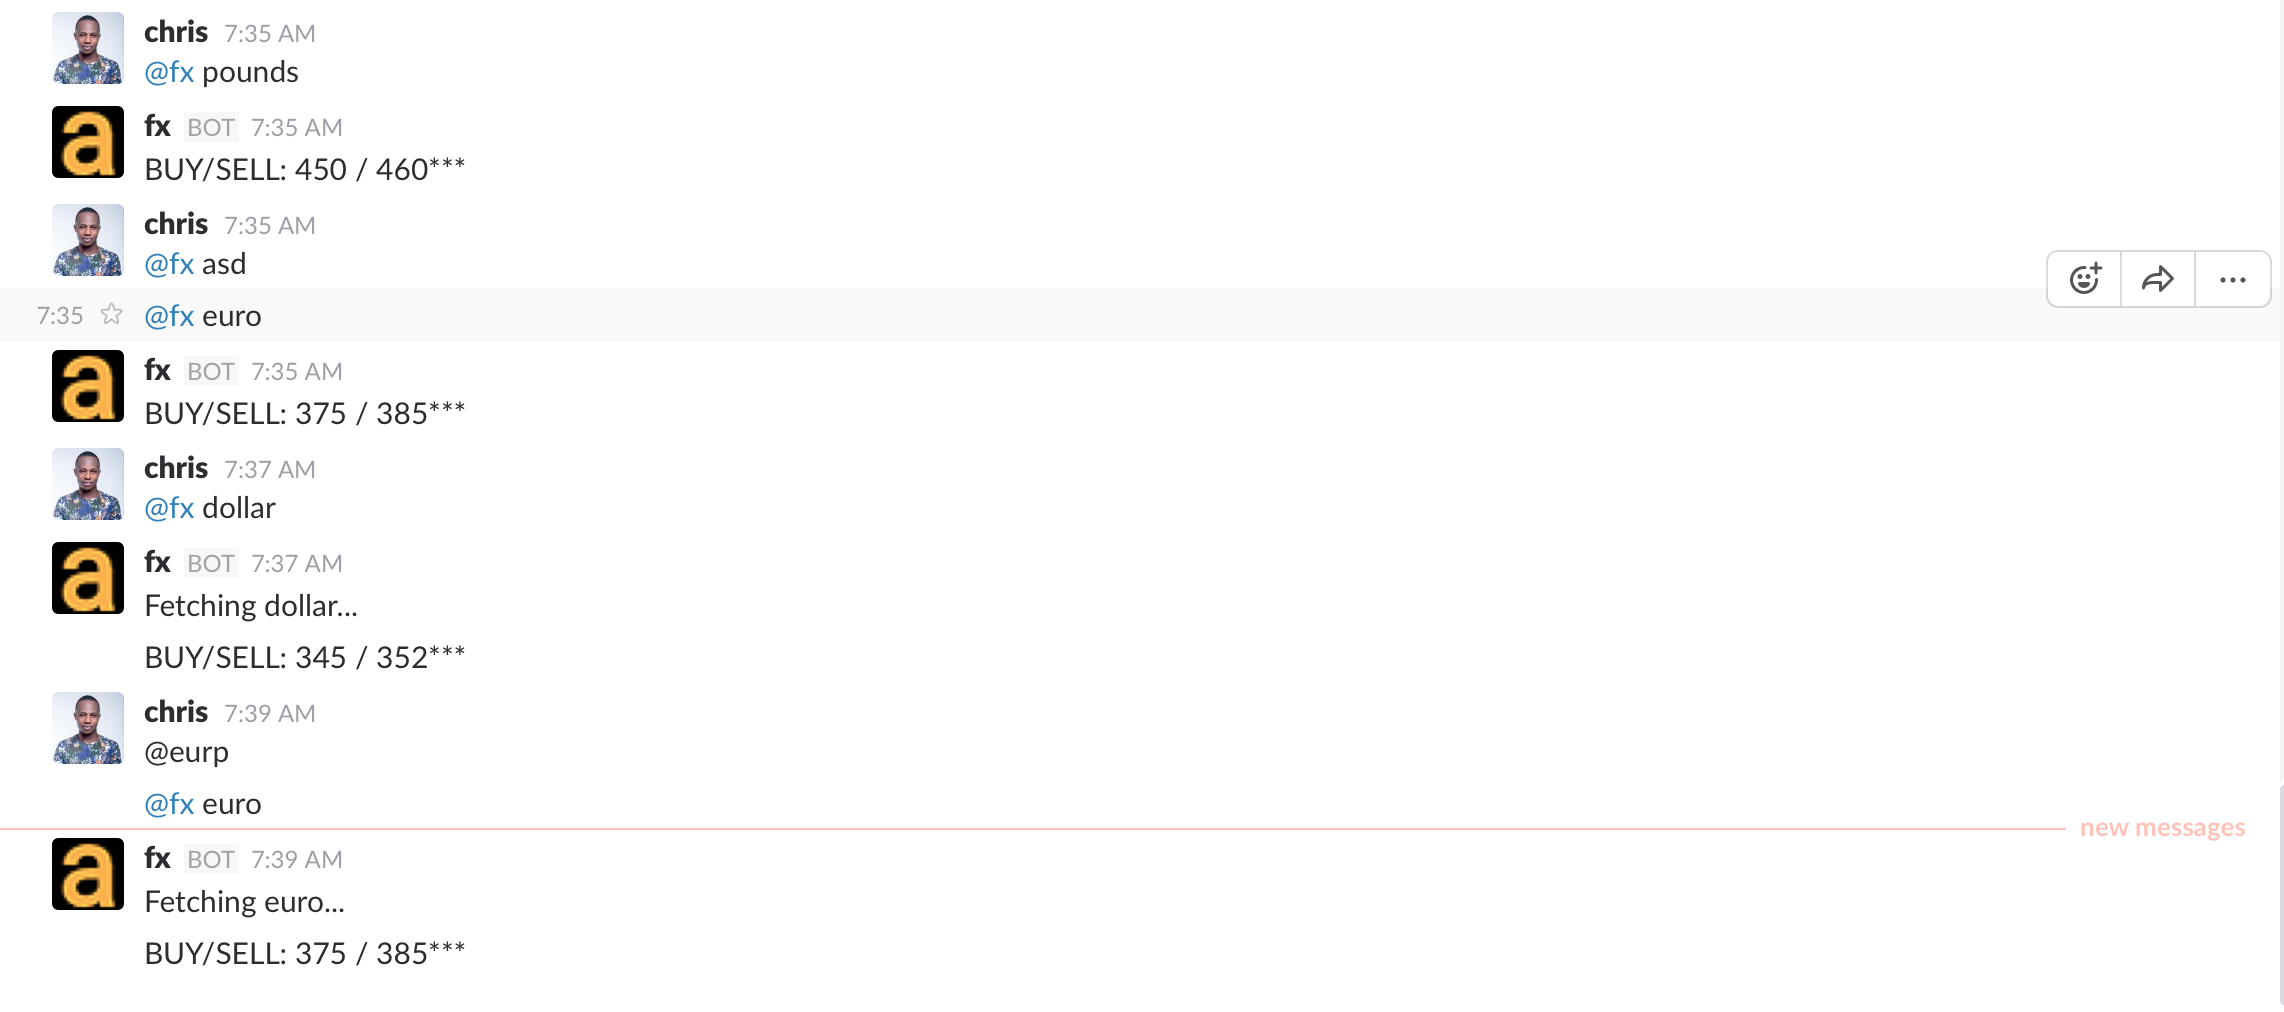 chris 7:35 AM
@fx pounds
a
fx BOT 7:35 AM
BUY/SELL: 450 / 460***
chris 7:35 AM
@fx asd
7:35 @fx euro
a
fx BOT 7:35 AM
BUY/SELL: 375 / 385***
chris 7:37 AM
@fx dollar
a
fx BOT 7:37 AM
Fetching dollar...
BUY/SELL: 345 / 352***
chris 7:39 AM
@eurp
@fx euro
new messages
a
fx BOT 7:39 AM
Fetching euro...
BUY/SELL: 375 / 385***